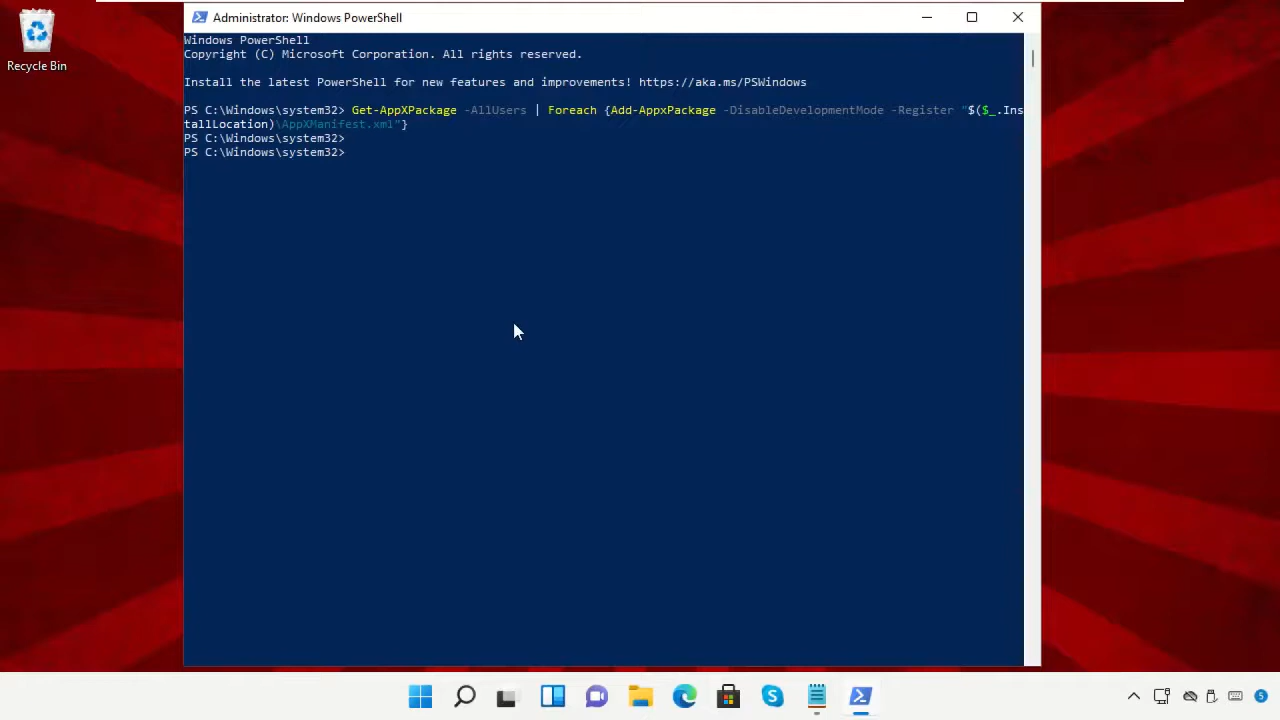 Recycle Bin
Administrator: Windows PowerShell
Windows PowerShell
Copyright (C) Microsoft Corporation. All rights reserved.
Install the latest PowerShell for new features and improvements! https://aka.ms/PSWindows
PS C:\Windows\system32> Get-AppXPackage -AllUsers | Foreach {Add-AppxPackage -DisableDevelopmentMode -Register "$($_.Ins
tallLocation)\AppXManifest.xml"}
PS C:\Windows\system32>
PS C:\Windows\system32>
5